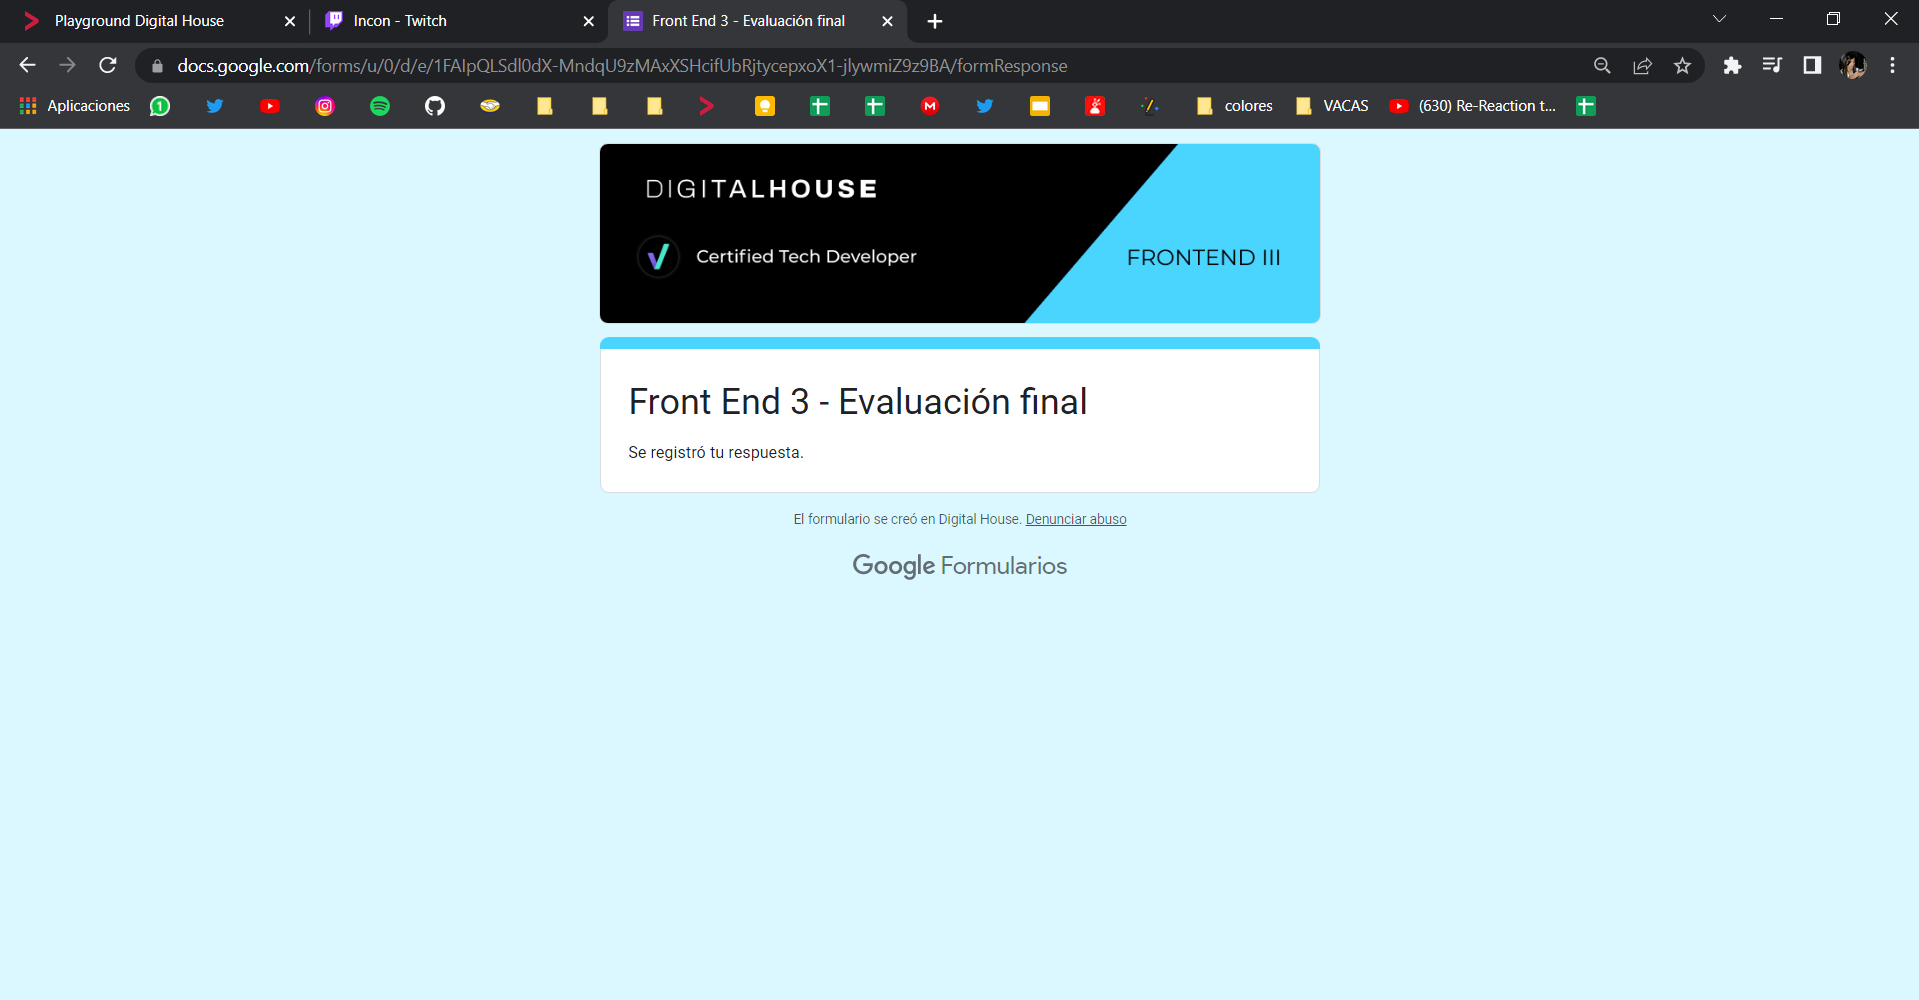 Playground Digital House
Incon - Twitch
Front End 3 - Evaluación final
docs.google.com/forms/u/0/d/e/1FAIpQLSdl0dX-MndqU9zMAxXSHcifUbRjtycepxoX1-jlywmiZ9z9BA/formResponse
Aplicaciones
1
M
colores
VACAS
(630) Re-Reaction t...
DIGITALHOUSE
Certified Tech Developer
FRONTEND III
Front End 3 - Evaluación final
Se registró tu respuesta.
El formulario se creó en Digital House. Denunciar abuso
Google Formularios